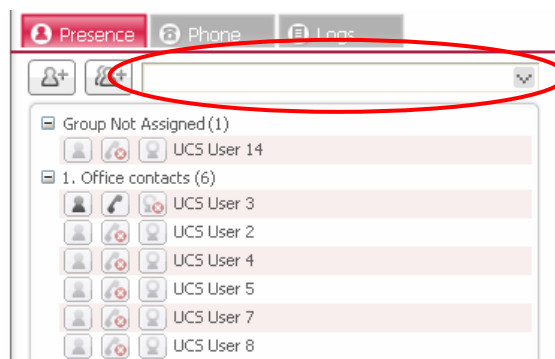 Presence Phone Logs
Group Not Assigned (1)
UCS User 14
1. Office contacts (6)
UCS User 3
UCS User 2
UCS User 4
UCS User 5
UCS User 7
UCS User 8